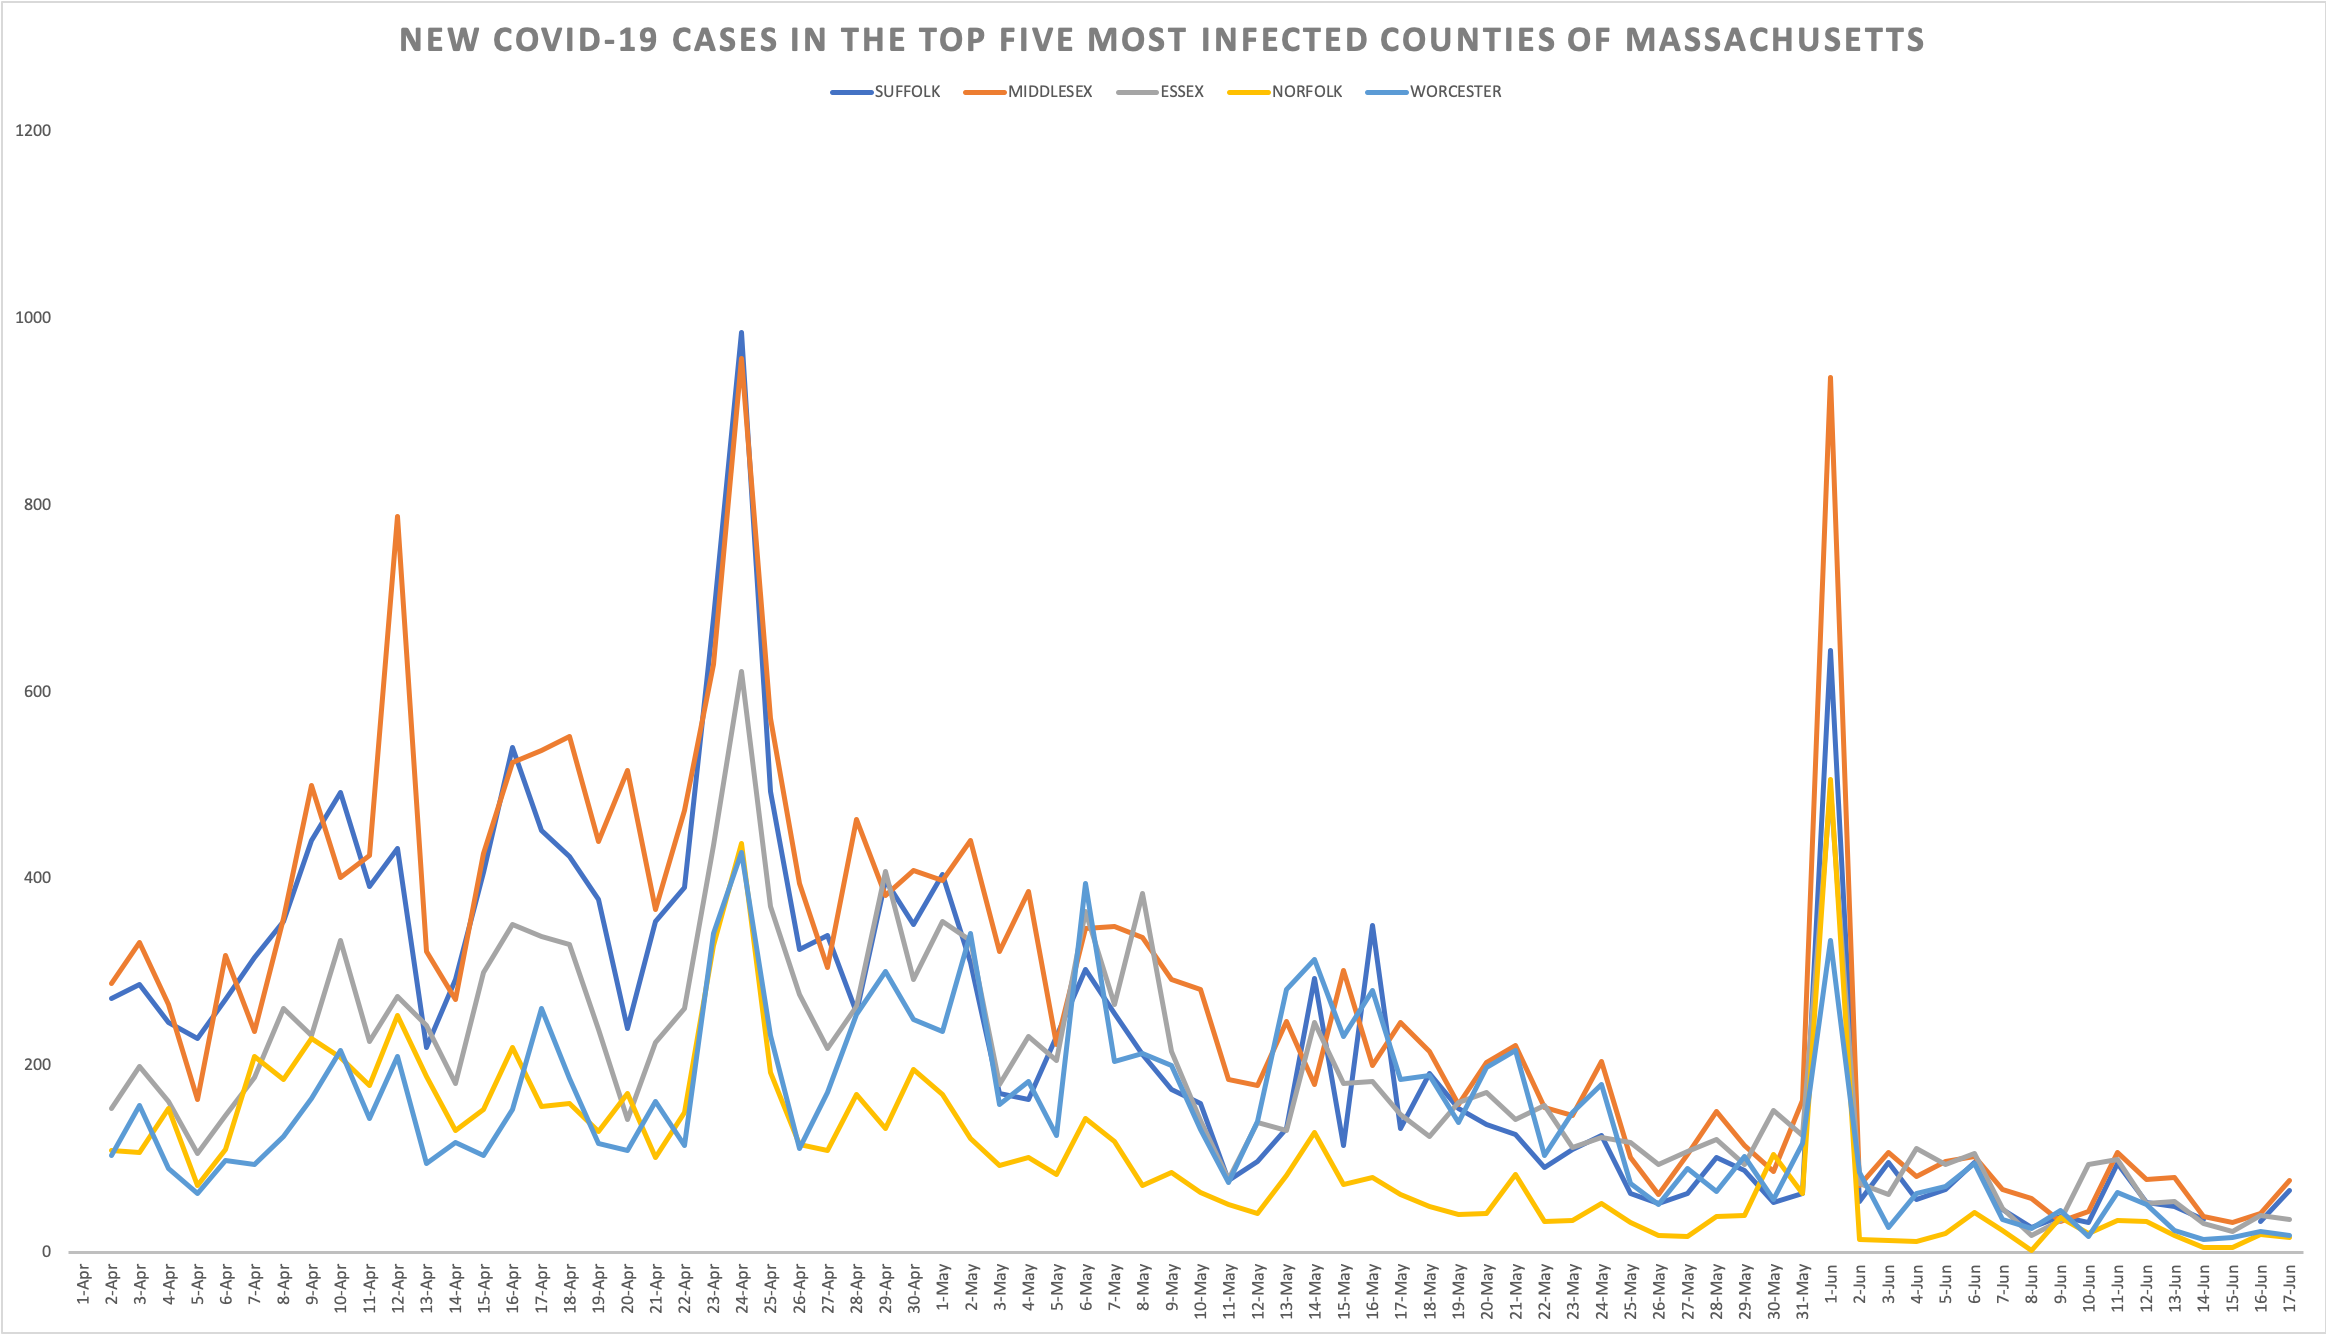 NEW COVID-19 CASES IN THE TOP FIVE MOST INFECTED COUNTIES OF MASSACHUSETTS
SUFFOLK MIDDLESEX ESSEX NORFOLK WORCESTER
1200
1000
800
600
400
200
0
1-Apr
2-Apr
3-Apr
4-Apr
5-Apr
6-Apr
7-Apr
8-Apr
9-Apr
10-Apr
11-Apr
12-Apr
13-Apr
14-Apr
15-Apr
16-Apr
17-Apr
18-Apr
19-Apr
20-Apr
21-Apr
22-Apr
23-Apr
24-Apr
25-Apr
26-Apr
27-Apr
28-Apr
29-Apr
30-Apr
1-May
2-May
3-May
4-May
5-May
6-May
7-May
8-May
9-May
10-May
11-May
12-May
13-May
14-May
15-May
16-May
17-May
18-May
19-May
20-May
21-May
22-May
23-May
24-May
25-May
26-May
27-May
28-May
29-May
30-May
31-May
1-Jun
2-Jun
3-Jun
4-Jun
5-Jun
6-Jun
7-Jun
8-Jun
9-Jun
10-Jun
11-Jun
12-Jun
13-Jun
14-Jun
15-Jun
16-Jun
17-Jun